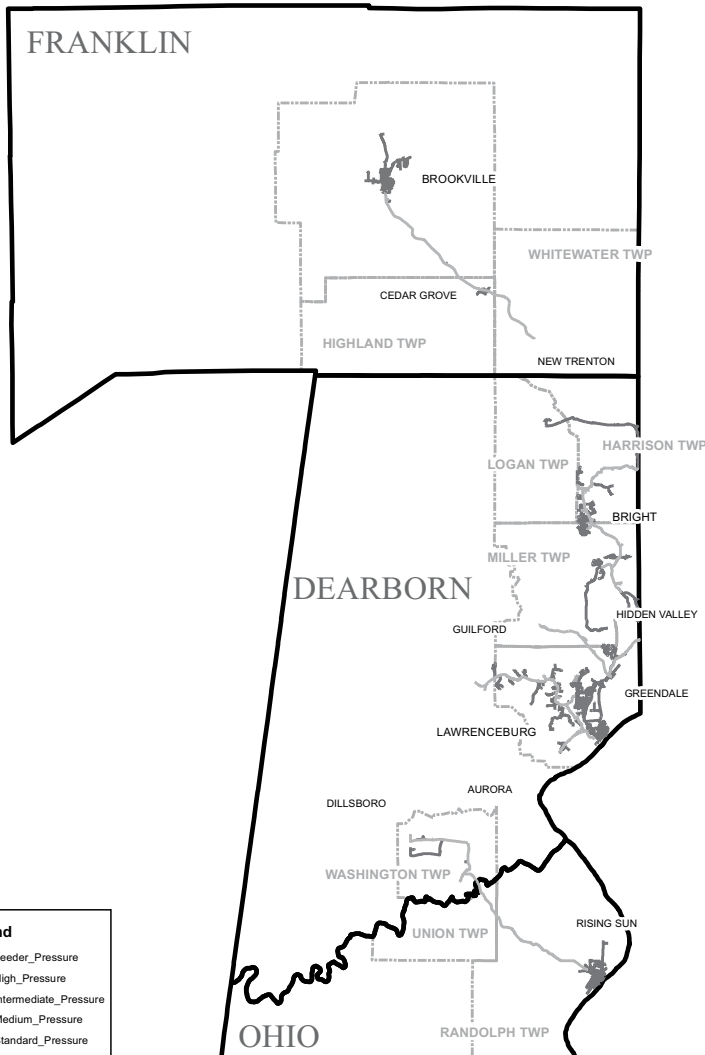 FRANKLIN
BROOKVILLE
WHITEWATER TWP
CEDAR GROVE
HIGHLAND TWP
NEW TRENTON
HARRISON TWP
LOGAN TWP
BRIGHT
MILLER TWP
DEARBORN
HIDDEN VALLEY
GUILFORD
GREENDALE
LAWRENCEBURG
AURORA
DILLSBORO
WASHINGTON TWP
RISING SUN
UNION TWP
OHIO
RANDOLPH TWP
nd
eeder_Pressure
igh_Pressure
ntermediate_Pressure
Medium_Pressure
tandard_Pressure